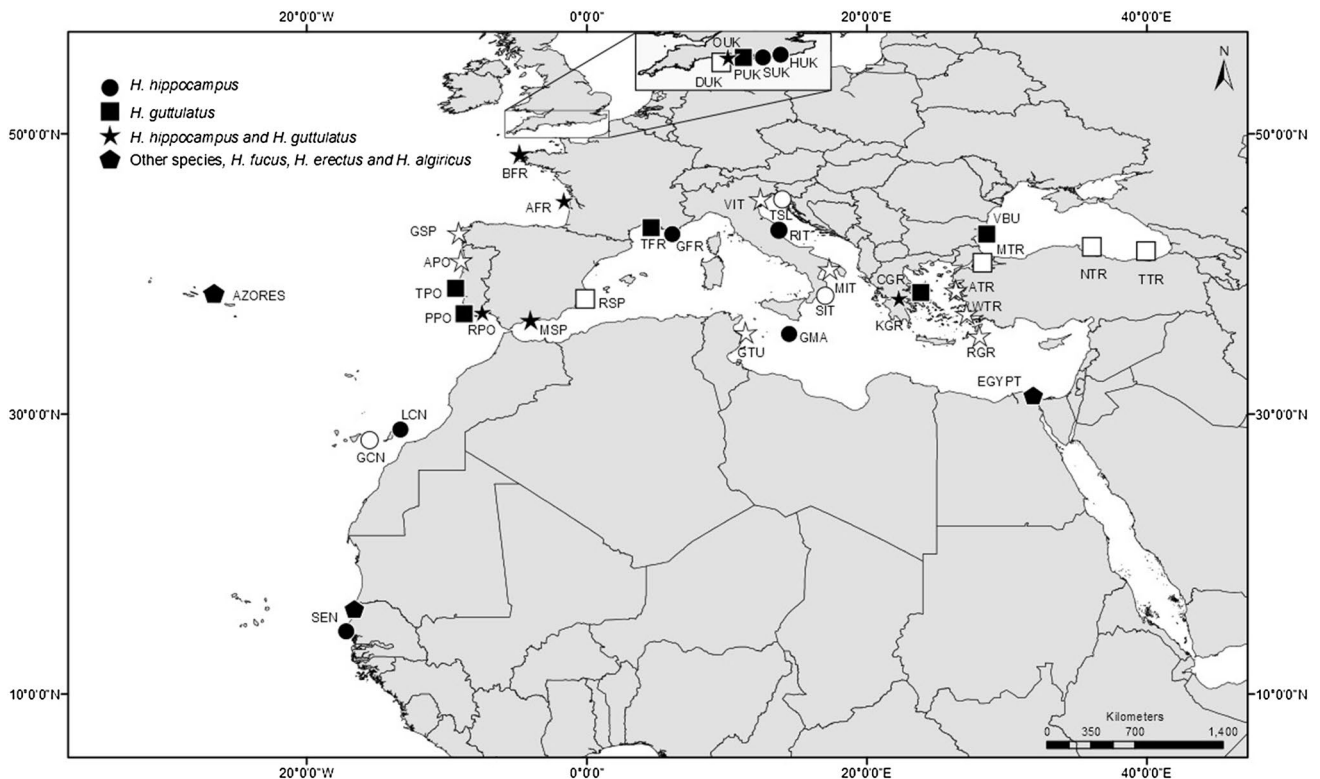 20°0'0"W 0°0'0" 20°0'0"E 40°0'0"E
N
H. hippocampus
H. guttulatus
H. hippocampus and H. guttulatus
Other species, H. fucus, H. erectus and H. algiricus
OUK
HUK
DUK PUK SUK
50°0'0"N 50°0'0"N
BFR
AFR
VIT
TSL
VBU
GSP
TFR GFR RIT
MTR
APO
NTR TTR
CGR
MIT
ATR
AZORES
TPO
RSP
SIT
WTR
PPO RPO MSP
KGR
GMA
GTU
RGR
EGYPT
30°0'0"N 30°0'0"N
LCN
GCN
SEN
10°0'0"N 10°0'0"N
Kilometers
0 350 700 1,400
20°0'0"W 0°0'0" 20°0'0"E 40°0'0"E